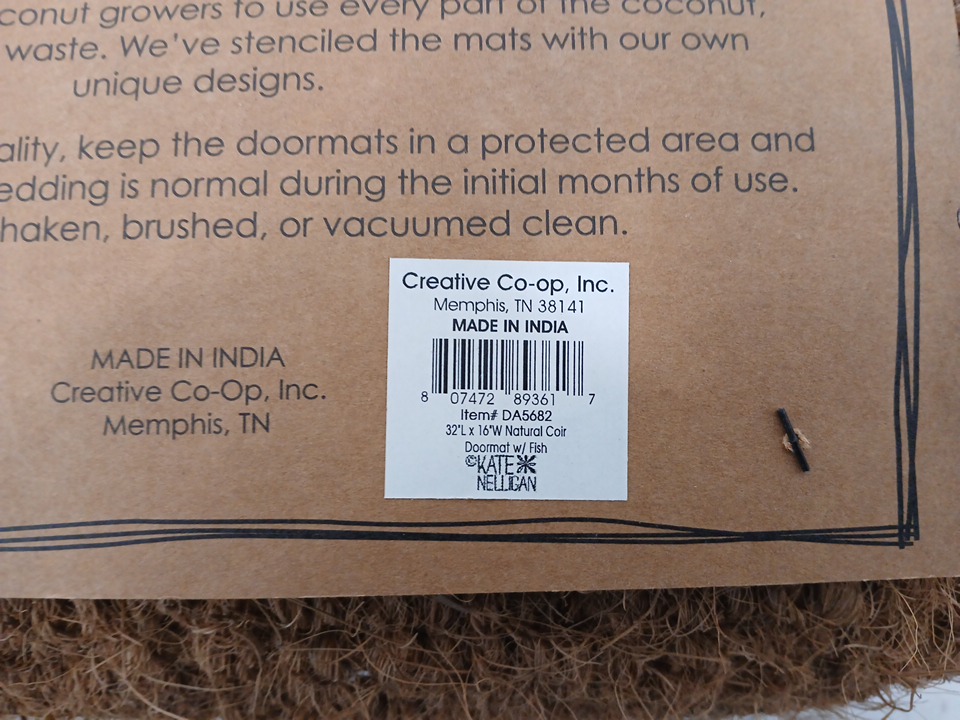 conut growers to use every part of the coconut,
waste. We've stenciled the mats with our own
unique designs.
ality, keep the doormats in a protected area and
edding is normal during the initial months of use.
haken, brushed, or vacuumed clean.
MADE IN INDIA
Creative Co-Op, Inc.
Memphis, TN
Creative Co-op, Inc.
Memphis, TN 38141
MADE IN INDIA
8 07472 89361 7
Item# DA5682
32"L x 16"W Natural Coir
Doormat w/ Fish
©KATE
NELLIGAN